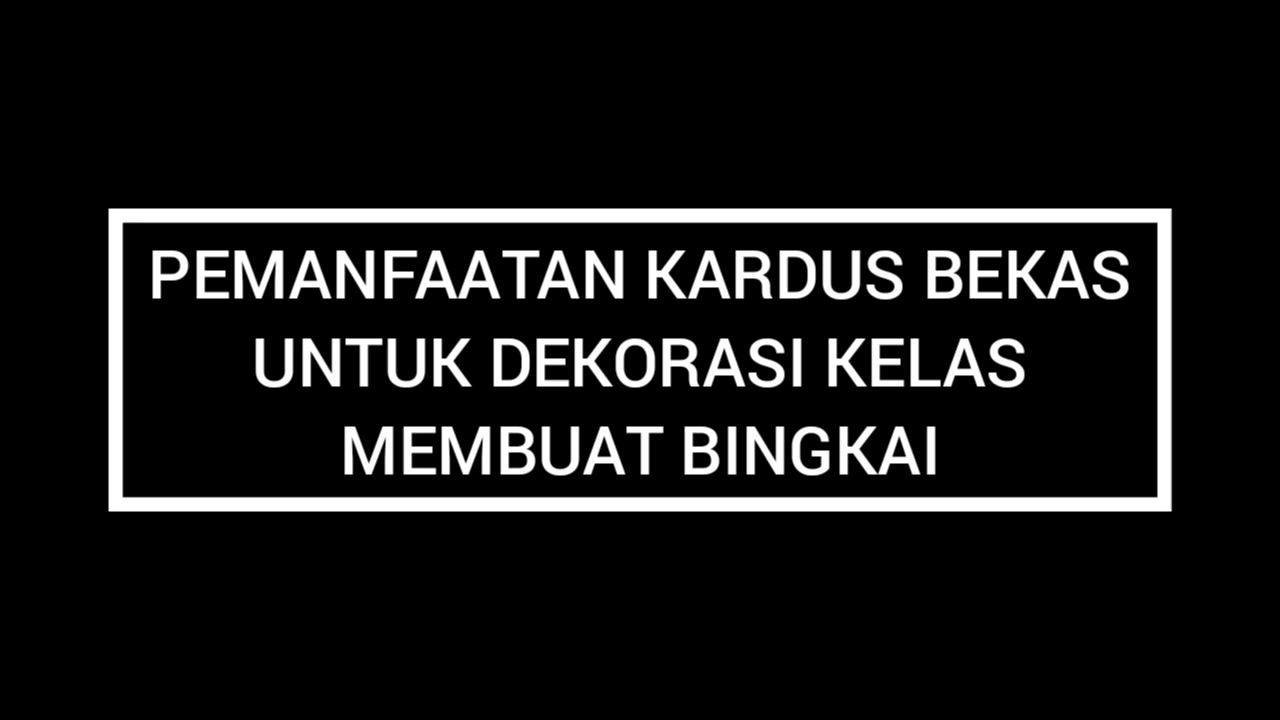 PEMANFAATAN KARDUS BEKAS
UNTUK DEKORASI KELAS
MEMBUAT BINGKAI